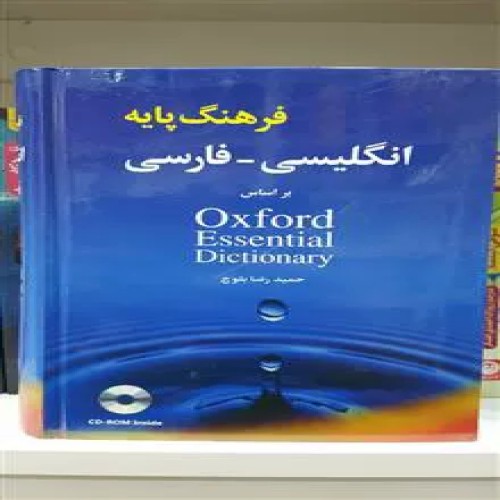 فرهنگ پایه
انگلیسی - فارسی
بر اساس
Oxford
Essential
Dictionary
حمید رضا بلوچ
CD-ROM Inside